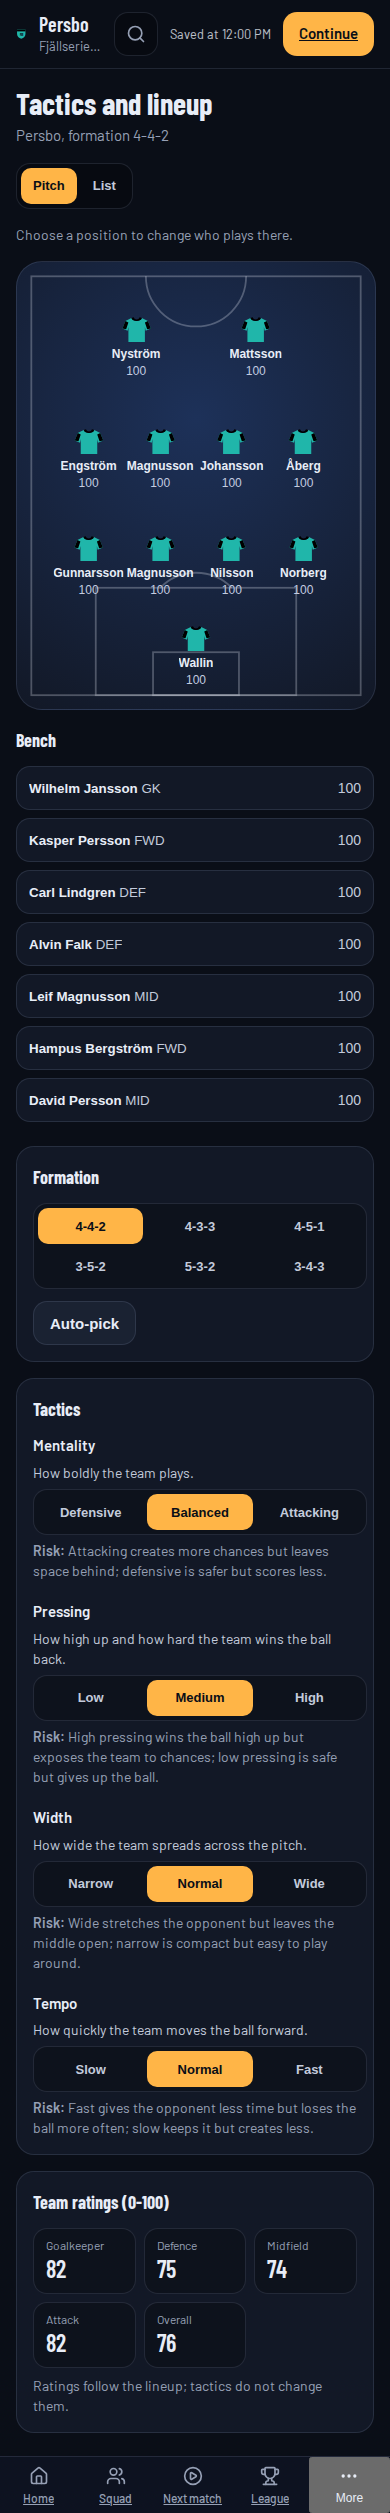 Persbo
Fjällserie...
Saved at 12:00 PM
Continue
Tactics and lineup
Persbo, formation 4-4-2
Pitch List
Choose a position to change who plays there.
Nyström Mattsson
100 100
Engström Magnusson Johansson Åberg
100 100 100 100
Gunnarsson Magnusson Nilsson Norberg
100 100 100 100
Wallin
100
Bench
Wilhelm Jansson GK 100
Kasper Persson FWD 100
Carl Lindgren DEF 100
Alvin Falk DEF 100
Leif Magnusson MID 100
Hampus Bergström FWD 100
David Persson MID 100
Formation
4-4-2 4-3-3 4-5-1
3-5-2 5-3-2 3-4-3
Auto-pick
Tactics
Mentality
How boldly the team plays.
Defensive Balanced Attacking
Risk: Attacking creates more chances but leaves
space behind; defensive is safer but scores less.
Pressing
How high up and how hard the team wins the ball
back.
Low Medium High
Risk: High pressing wins the ball high up but
exposes the team to chances; low pressing is safe
but gives up the ball.
Width
How wide the team spreads across the pitch.
Narrow Normal Wide
Risk: Wide stretches the opponent but leaves the
middle open; narrow is compact but easy to play
around.
Tempo
How quickly the team moves the ball forward.
Slow Normal Fast
Risk: Fast gives the opponent less time but loses the
ball more often; slow keeps it but creates less.
Team ratings (0-100)
Goalkeeper Defence Midfield
82 75 74
Attack Overall
82 76
Ratings follow the lineup; tactics do not change
them.
Home Squad Next match League More